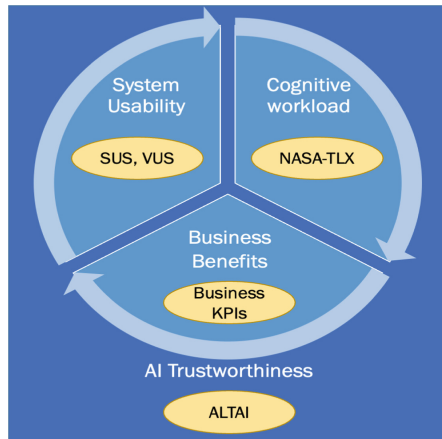 System
Usability
SUS, VUS
Cognitive
workload
NASA-TLX
Business
Benefits
Business
KPIs
AI Trustworthiness
ALTAI